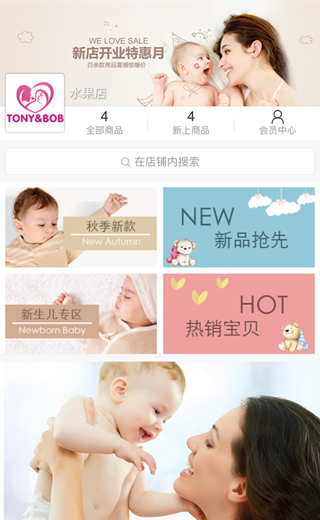 WE LOVE SALE
新店开业特惠月
百余款商品震撼钦爆价
TONY&BOB
水果店
4
全部商品
4
新上商品
会员中心
在店铺内搜索
秋季新款
New Autumn
NEW
新品抢先
新生儿专区
Newborn Baby
HOT
热销宝贝